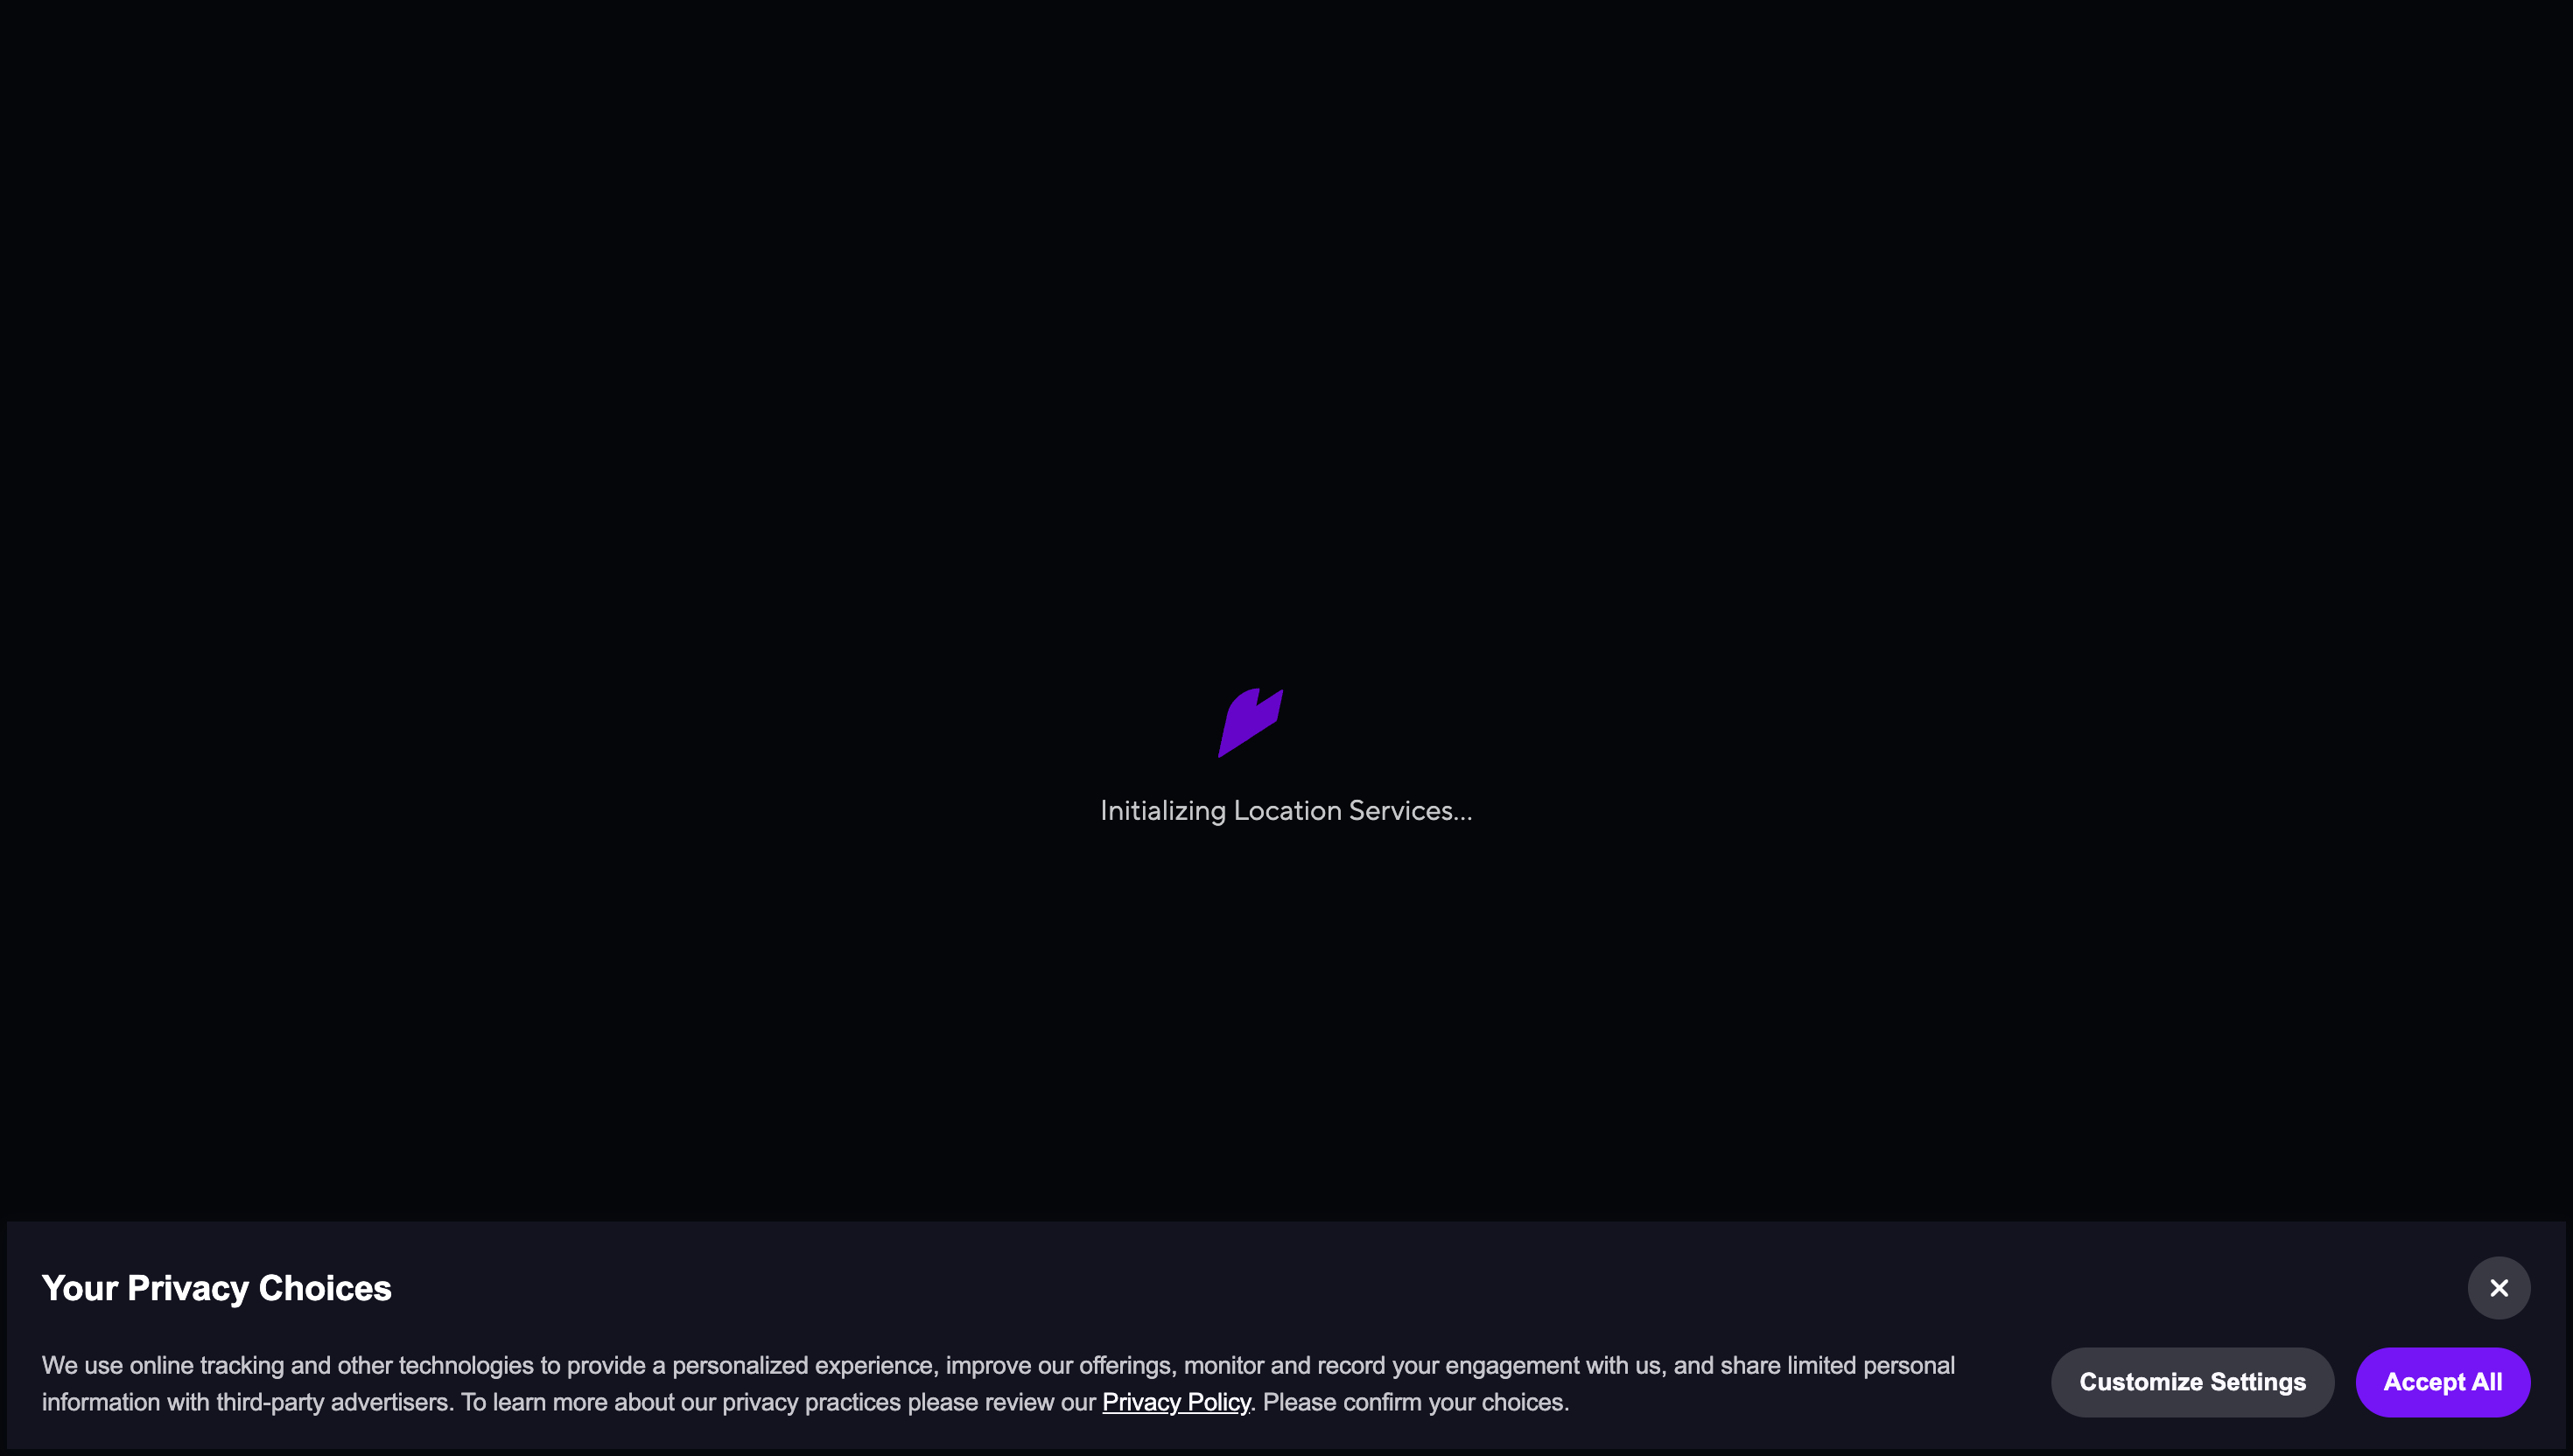 Initializing Location Services...
Your Privacy Choices
We use online tracking and other technologies to provide a personalized experience, improve our offerings, monitor and record your engagement with us, and share limited personal
information with third-party advertisers. To learn more about our privacy practices please review our Privacy Policy. Please confirm your choices.
Customize Settings
Accept All